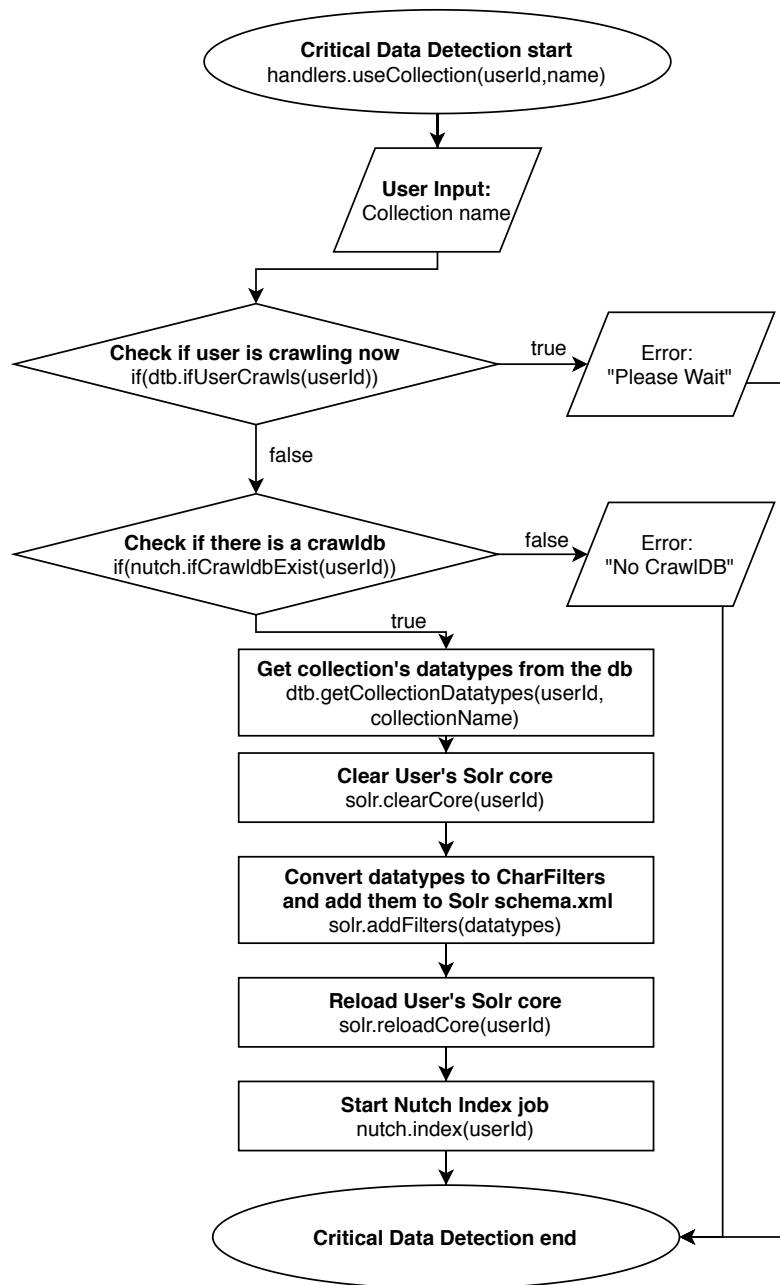 Critical Data Detection start
handlers.useCollection(userId,name)
User Input:
Collection name
Check if user is crawling now
if(dtb.ifUserCrawls(userId))
true
Error:
"Please Wait"
false
Check if there is a crawldb
if(nutch.ifCrawldbExist(userId))
false
Error:
"No CrawlDB"
true
Get collection's datatypes from the db
dtb.getCollectionDatatypes(userId,
collectionName)
Clear User's Solr core
solr.clearCore(userId)
Convert datatypes to CharFilters
and add them to Solr schema.xml
solr.addFilters(datatypes)
Reload User's Solr core
solr.reloadCore(userId)
Start Nutch Index job
nutch.index(userId)
Critical Data Detection end